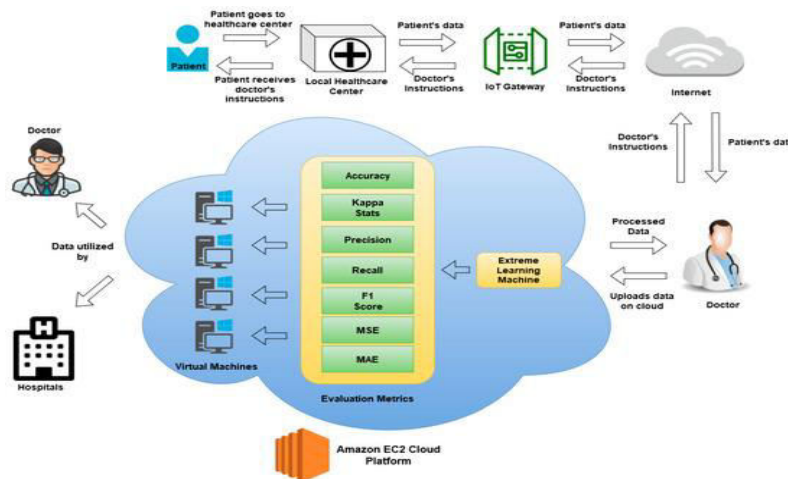 Patient goes to
healthcare center
Patient
Patient receives
doctor's
instructions
Local Healthcare
Center
Patient's data
Doctor's
Instructions
IoT Gateway
Patient's data
Doctor's
Instructions
Internet
Doctor's
Instructions
Patient's data
Doctor
Data utilized
by
H
Hospitals
Virtual Machines
Accuracy
Kappa
Stats
Precision
Recall
F1
Score
MSE
MAE
Evaluation Metrics
Extreme
Learning
Machine
Processed
Data
Uploads data
on cloud
Doctor
Amazon EC2 Cloud
Platform